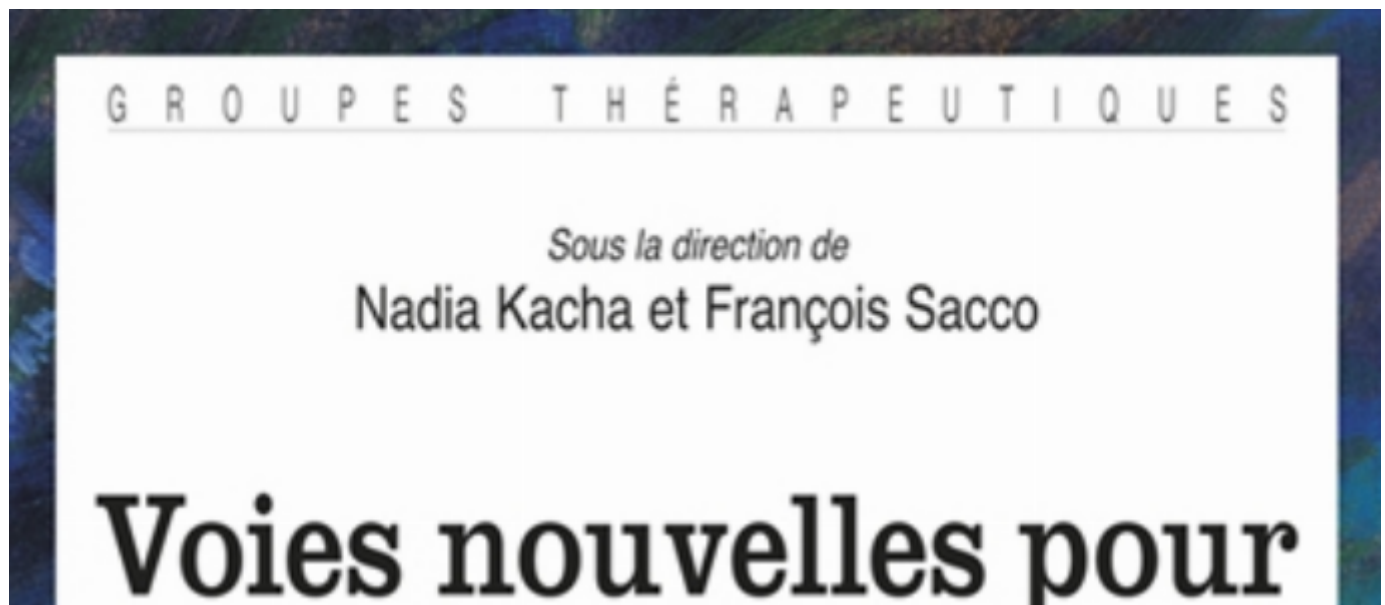 GROUPES THÉRAPEUTIQUES
Sous la direction de
Nadia Kacha et François Sacco
Voies nouvelles pour